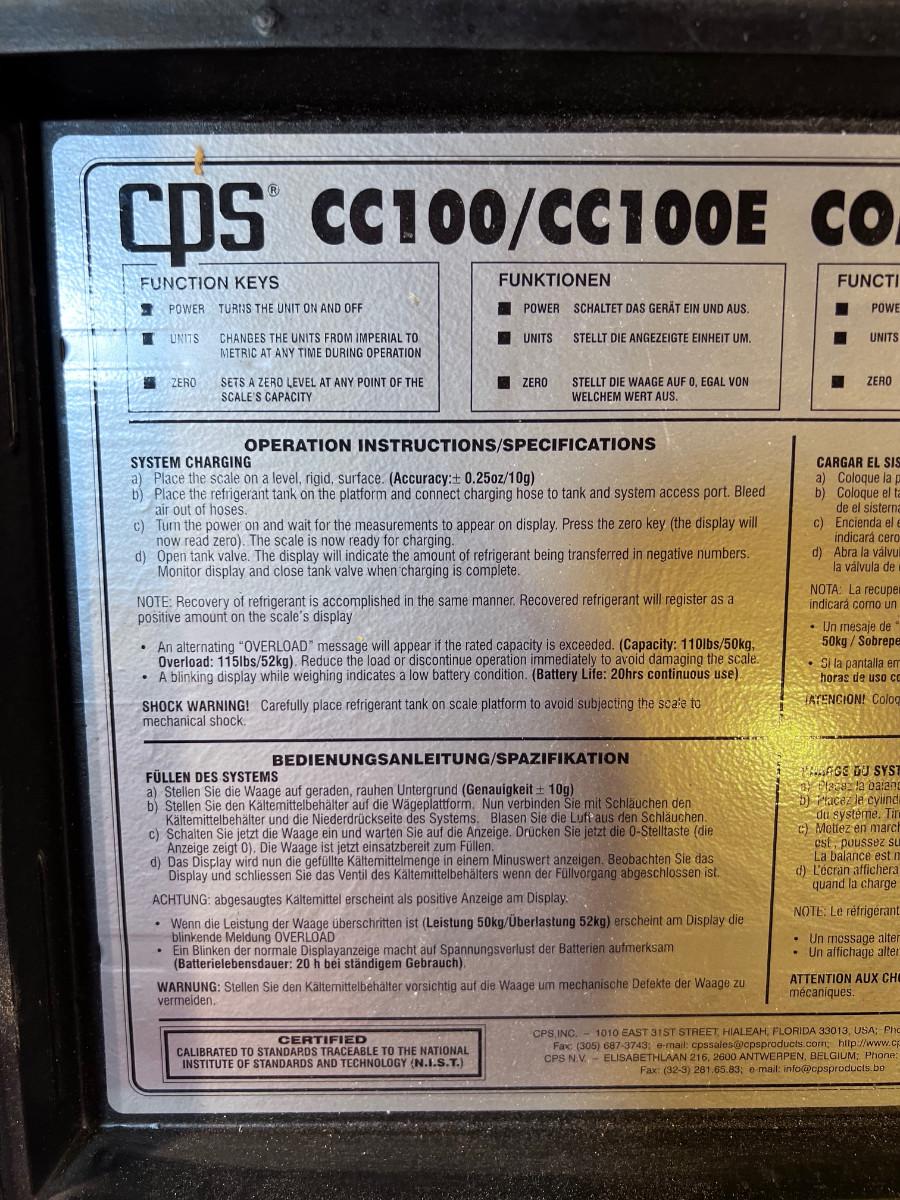 cps® CC100/CC100E
FUNCTION KEYS
POWER TURNS THE UNIT ON AND OFF
UNITS CHANGES THE UNITS FROM IMPERIAL TO
METRIC AT ANY TIME DURING OPERATION
ZERO SETS A ZERO LEVEL AT ANY POINT OF THE
SCALE'S CAPACITY
FUNKTIONEN
POWER SCHALTET DAS GERÄT EIN UND AUS.
UNITS STELLT DIE ANGEZEIGTE EINHEIT UM.
ZERO STELLT DIE WAAGE AUF 0, EGAL VON
WELCHEM WERT AUS.
FUNCTI
POWE
UNITS
ZERO
OPERATION INSTRUCTIONS/SPECIFICATIONS
SYSTEM CHARGING
a) Place the scale on a level, rigid, surface. (Accuracy:± 0.25oz/10g)
b) Place the refrigerant tank on the platform and connect charging hose to tank and system access port. Bleed
air out of hoses.
c) Turn the power on and wait for the measurements to appear on display. Press the zero key (the display will
now read zero). The scale is now ready for charging.
d) Open tank valve. The display will indicate the amount of refrigerant being transferred in negative numbers.
Monitor display and close tank valve when charging is complete.
NOTE: Recovery of refrigerant is accomplished in the same manner. Recovered refrigerant will register as a
positive amount on the scale's display
• An alternating “OVERLOAD” message will appear if the rated capacity is exceeded. (Capacity: 110lbs/50kg,
Overload: 115lbs/52kg). Reduce the load or discontinue operation immediately to avoid damaging the scale.
• A blinking display while weighing indicates a low battery condition. (Battery Life: 20hrs continuous use)
SHOCK WARNING! Carefully place refrigerant tank on scale platform to avoid subjecting the scale to
mechanical shock.
CARGAR EL SIS
a) Coloque la p
b) Coloque el ta
de el sistema
c) Encienda el e
indicará cero
d) Abra la válvu
la válvula de
NOTA: La recupe
indicará como un
• Un mesaje de “
50kg / Sobrepe
• Si la pantalla em
horas de uso co
¡ATENCION! Coloq
BEDIENUNGSANLEITUNG/SPAZIFIKATION
FÜLLEN DES SYSTEMS
a) Stellen Sie die Waage auf geraden, rauhen Untergrund (Genauigkeit ± 10g)
b) Stellen Sie den Kältemittelbehälter auf die Wägeplattform. Nun verbinden Sie mit Schläuchen den
Kältemittelbehälter und die Niederdrückseite des Systems. Blasen Sie die Luft aus den Schläuchen.
c) Schalten Sie jetzt die Waage ein und warten Sie auf die Anzeige. Drücken Sie jetzt die 0-Stelltaste (die
Anzeige zeigt 0). Die Waage ist jetzt einsatzbereit zum Füllen.
d) Das Display wird nun die gefüllte Kältemittelmenge in einem Minuswert anzeigen. Beobachten Sie das
Display und schliessen Sie das Ventil des Kältemittelbehälters wenn der Füllvorgang abgeschlossen ist.
ACHTUNG: abgesaugtes Kältemittel erscheint als positive Anzeige am Display.
• Wenn die Leistung der Waage überschritten ist (Leistung 50kg/Überlastung 52kg) erscheint am Display die
blinkende Meldung OVERLOAD
• Ein Blinken der normale Displayanzeige macht auf Spannungsverlust der Batterien aufmerksam
(Batterielebensdauer: 20 h bei ständigem Gebrauch).
WARNUNG: Stellen Sie den Kältemittelbehälter vorsichtig auf die Waage um mechanische Defekte der Waage zu
vermeiden.
DU SYST
a) Placez la balan
b) Placez le cylind
du système. Tir
c) Mettez en march
est , poussez su
La balance est n
d) L'écran affichera
quand la charge
NOTE: Le réfrigérant
• Un message alter
• Un affichage alter
ATTENTION AUX CHO
mécaniques.
CERTIFIED
CALIBRATED TO STANDARDS TRACEABLE TO THE NATIONAL
INSTITUTE OF STANDARDS AND TECHNOLOGY (N.I.S.T.)
CPS, INC. – 1010 EAST 31ST STREET, HIALEAH, FLORIDA 33013, USA; Pho
Fax: (305) 687-3743; e-mail: cpssales@cpsproducts.com; http://www.cp
CPS N.V. – ELISABETHLAAN 216, 2600 ANTWERPEN, BELGIUM; Phone:
Fax: (32-3) 281.65.83; e-mail: info@cpsproducts.be